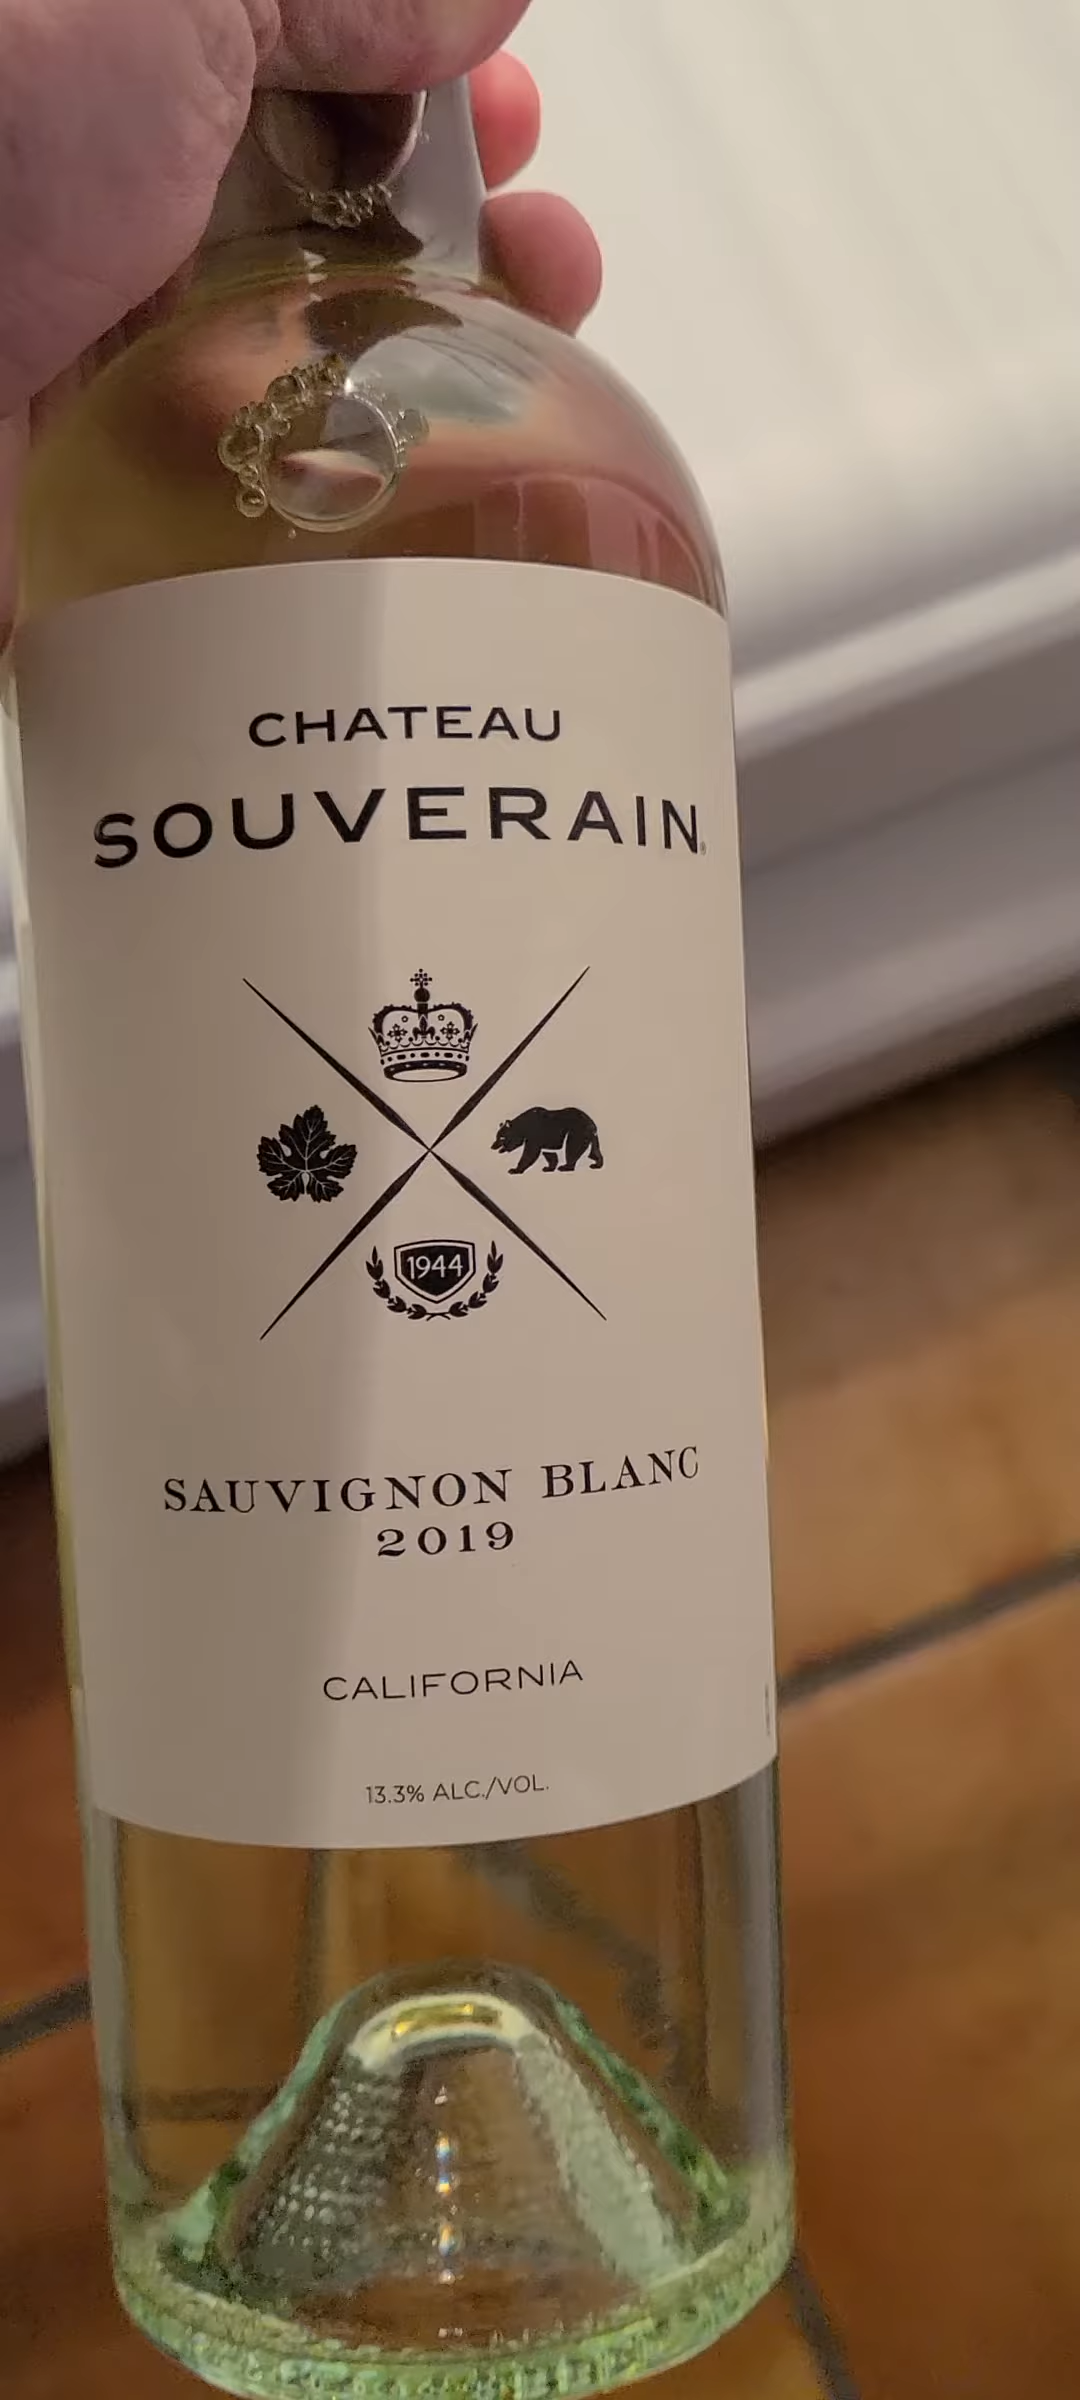 CHATEAU
SOUVERAIN®
1944
SAUVIGNON BLANC
2019
CALIFORNIA
13.3% ALC./VOL.